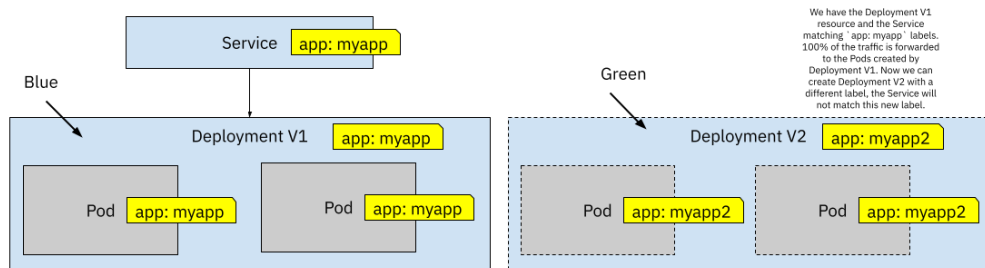 We have the Deployment V1
resource and the Service
matching `app: myapp` labels.
100% of the traffic is forwarded
to the Pods created by
Deployment V1. Now we can
create Deployment V2 with a
different label, the Service will
not match this new label.
Service
app: myapp
Blue
Green
Deployment V1
app: myapp
Deployment V2
app: myapp2
Pod
app: myapp
Pod
app: myapp
Pod
app: myapp2
Pod
app: myapp2